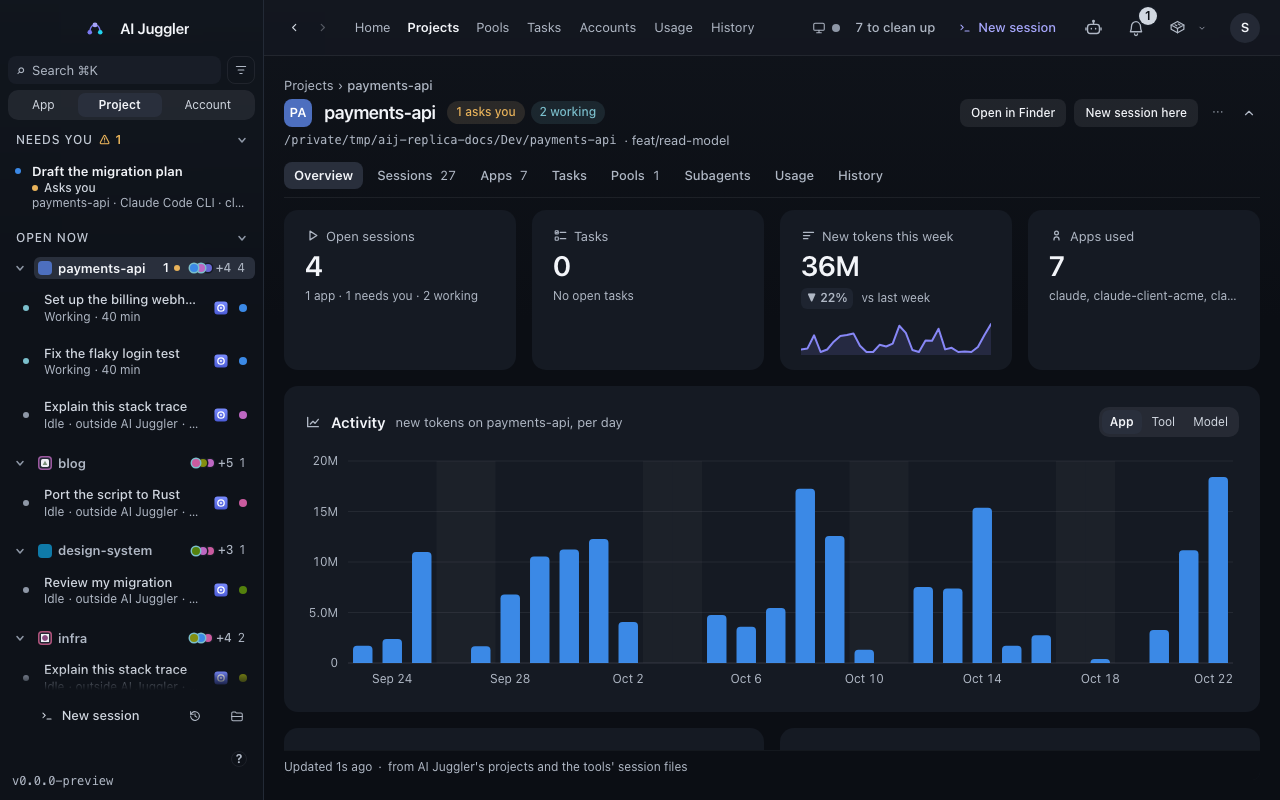 AI Juggler
Search ⌘K
App Project Account
NEEDS YOU 1
Draft the migration plan
Asks you
payments-api · Claude Code CLI · cl...
OPEN NOW
payments-api 1 +4 4
Set up the billing webh...
Working · 40 min
Fix the flaky login test
Working · 40 min
Explain this stack trace
Idle · outside AI Juggler · ...
blog +5 1
Port the script to Rust
Idle · outside AI Juggler · ...
design-system +3 1
Review my migration
Idle · outside AI Juggler · ...
infra +4 2
Explain this stack trace
Idle · outside AI Juggler · ...
New session
?
v0.0.0-preview
Home Projects Pools Tasks Accounts Usage History
7 to clean up New session 1 S
Projects › payments-api
PA payments-api 1 asks you 2 working
Open in Finder New session here ···
/private/tmp/aij-replica-docs/Dev/payments-api · feat/read-model
Overview Sessions 27 Apps 7 Tasks Pools 1 Subagents Usage History
Open sessions
4
1 app · 1 needs you · 2 working
Tasks
0
No open tasks
New tokens this week
36M
▼ 22% vs last week
Apps used
7
claude, claude-client-acme, cla...
Activity new tokens on payments-api, per day
App Tool Model
20M
15M
10M
5.0M
0
Sep 24 Sep 28 Oct 2 Oct 6 Oct 10 Oct 14 Oct 18 Oct 22
Updated 1s ago · from AI Juggler's projects and the tools' session files